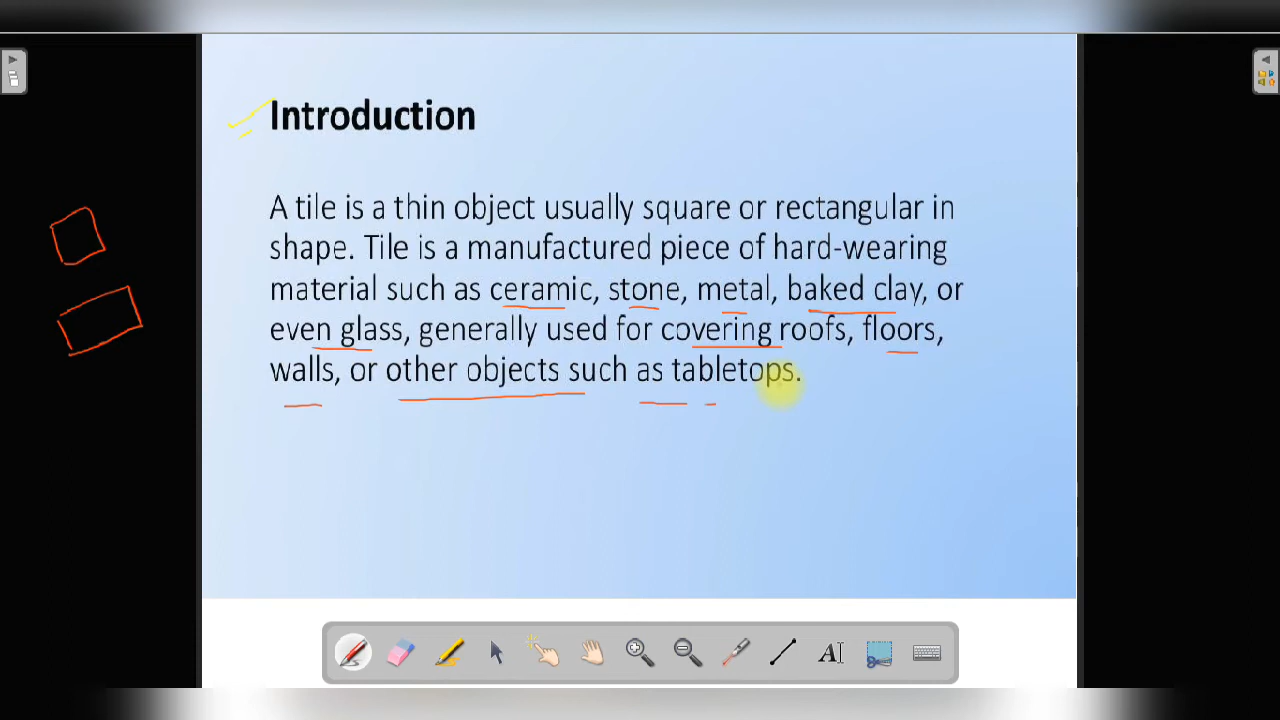 Introduction
A tile is a thin object usually square or rectangular in
shape. Tile is a manufactured piece of hard-wearing
material such as ceramic, stone, metal, baked clay, or
even glass, generally used for covering roofs, floors,
walls, or other objects such as tabletops.